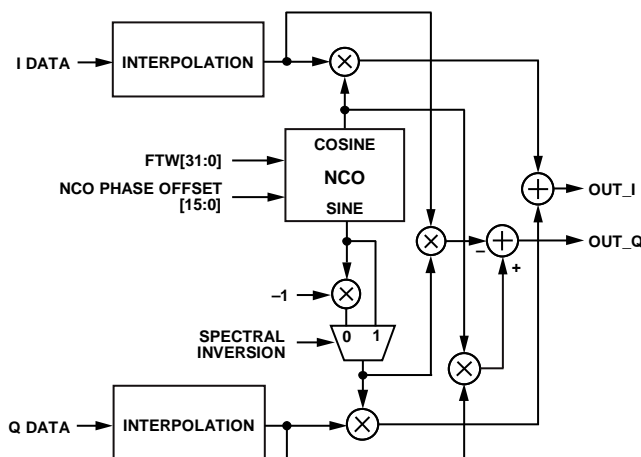 I DATA
INTERPOLATION
COSINE
FTW[31:0]
NCO
NCO PHASE OFFSET
[15:0]
SINE
OUT_I
OUT_Q
–
+
–1
0 1
SPECTRAL
INVERSION
Q DATA
INTERPOLATION